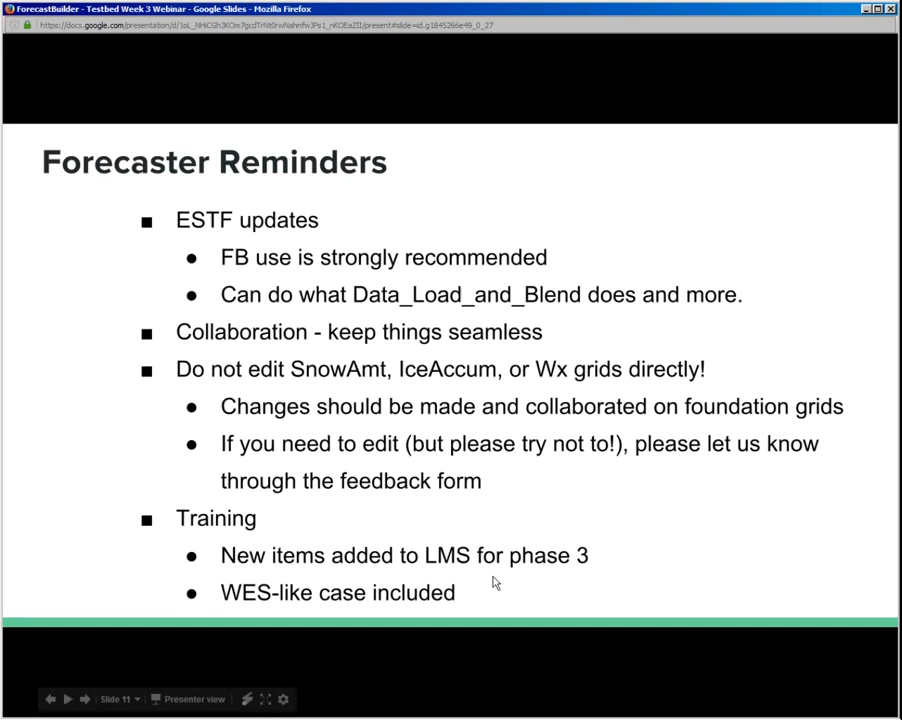 ForecastBuilder - Testbed Week 3 Webinar - Google Slides - Mozilla Firefox
Forecaster Reminders
■ ESTF updates
● FB use is strongly recommended
● Can do what Data_Load_and_Blend does and more.
■ Collaboration - keep things seamless
■ Do not edit SnowAmt, IceAccum, or Wx grids directly!
● Changes should be made and collaborated on foundation grids
● If you need to edit (but please try not to!), please let us know
through the feedback form
■ Training
● New items added to LMS for phase 3
● WES-like case included
Slide 11 Presenter view